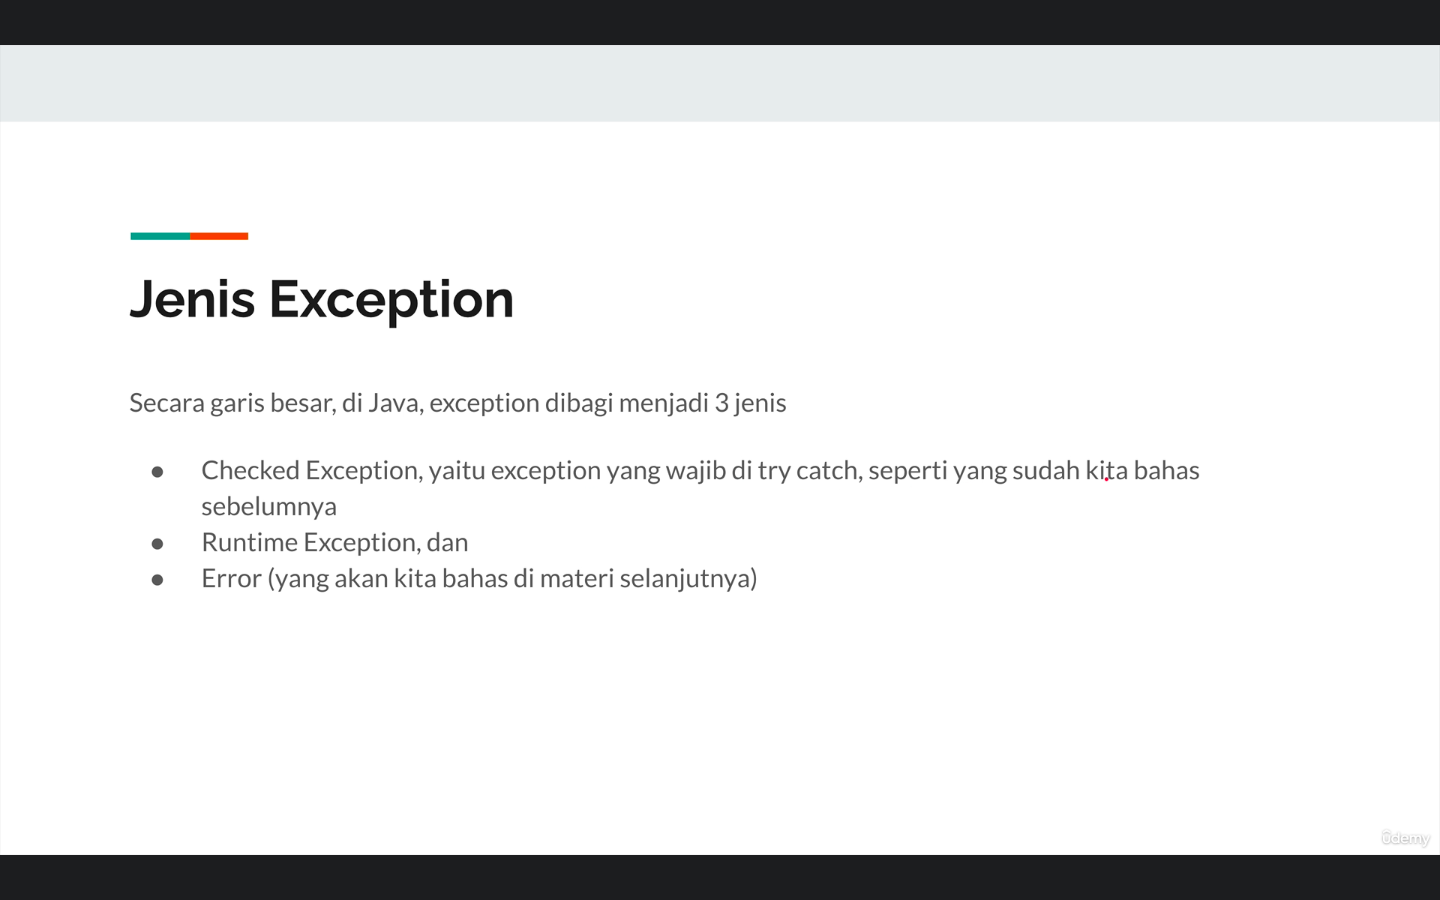 Jenis Exception
Secara garis besar, di Java, exception dibagi menjadi 3 jenis
● Checked Exception, yaitu exception yang wajib di try catch, seperti yang sudah kita bahas
sebelumnya
● Runtime Exception, dan
● Error (yang akan kita bahas di materi selanjutnya)
ûdemy